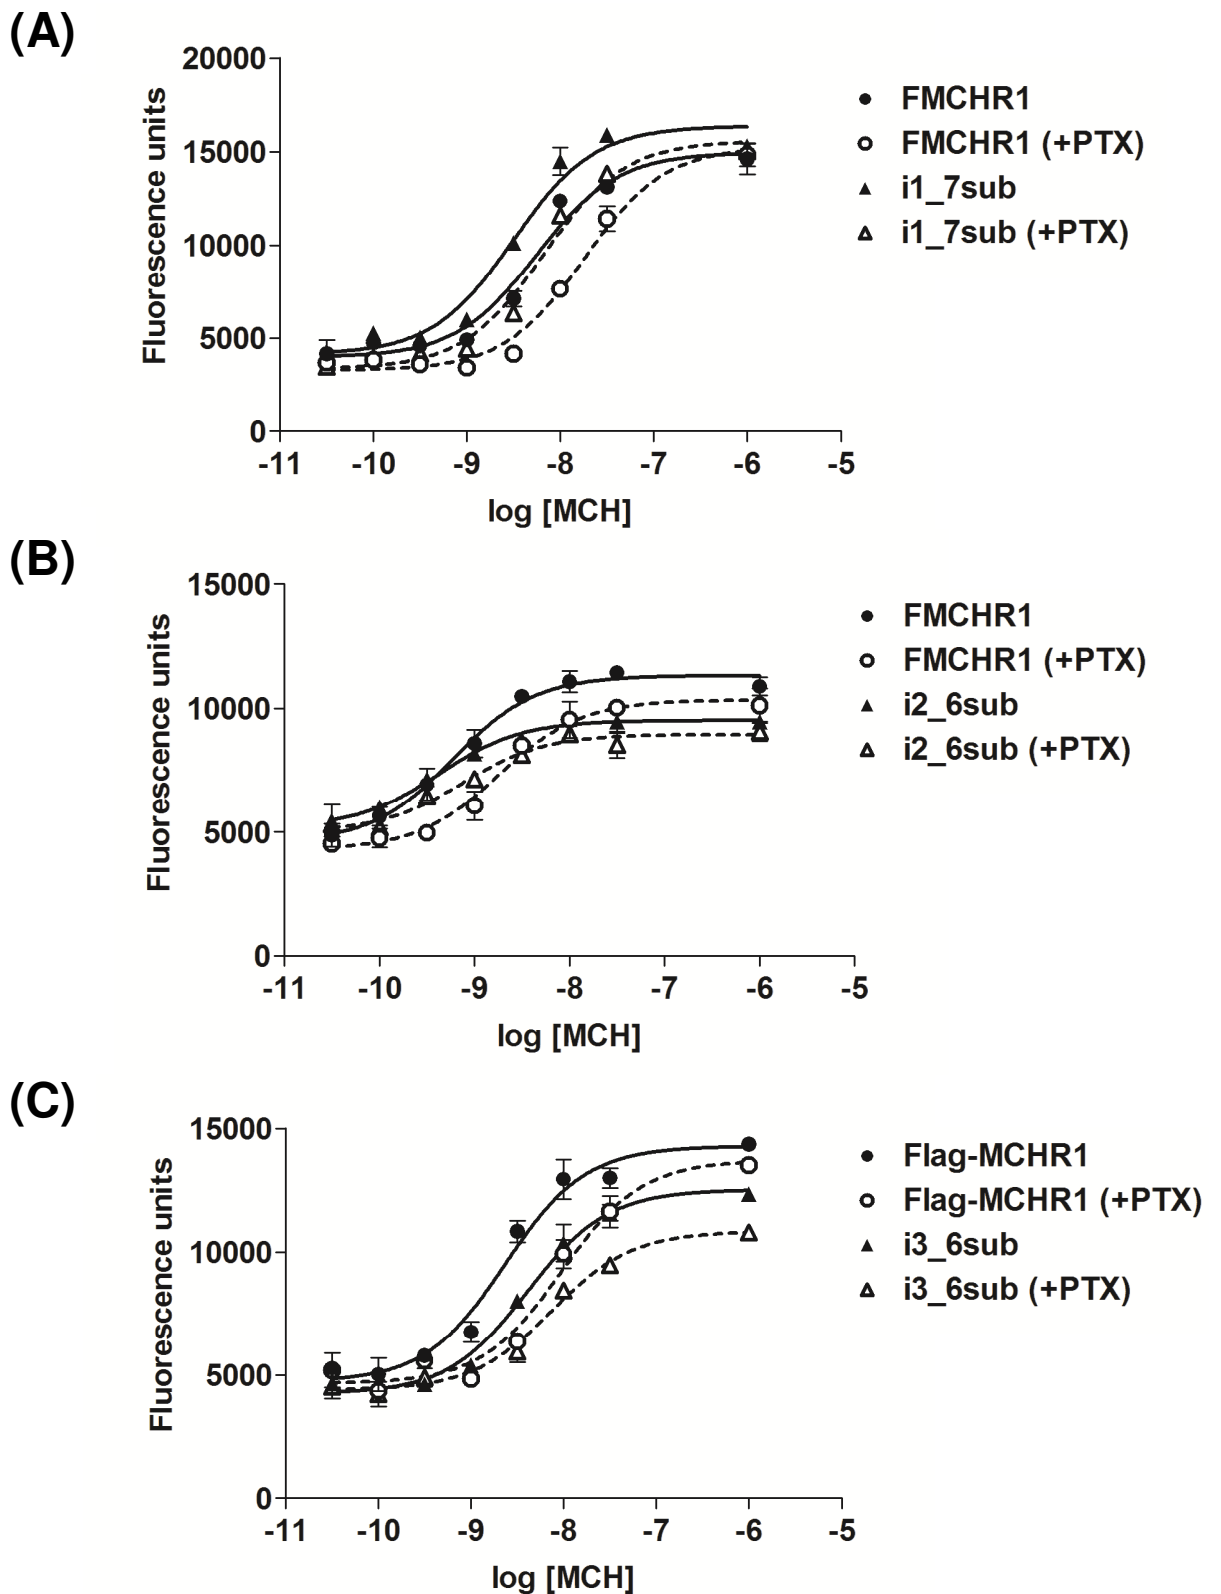 (A)
20000
15000
10000
5000
0
Fluorescence units
-11 -10 -9 -8 -7 -6 -5
log [MCH]
FMCHR1
FMCHR1 (+PTX)
i1_7sub
i1_7sub (+PTX)
(B)
15000
10000
5000
0
Fluorescence units
-11 -10 -9 -8 -7 -6 -5
log [MCH]
FMCHR1
FMCHR1 (+PTX)
i2_6sub
i2_6sub (+PTX)
(C)
15000
10000
5000
0
Fluorescence units
-11 -10 -9 -8 -7 -6 -5
log [MCH]
Flag-MCHR1
Flag-MCHR1 (+PTX)
i3_6sub
i3_6sub (+PTX)